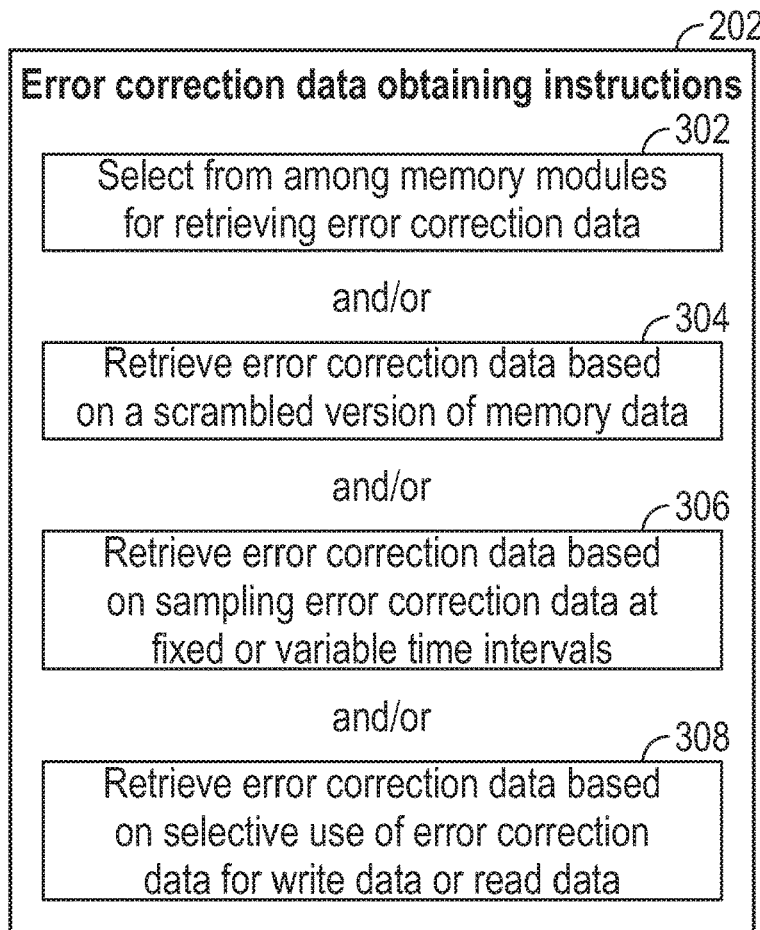 202
Error correction data obtaining instructions
302
Select from among memory modules
for retrieving error correction data
and/or
304
Retrieve error correction data based
on a scrambled version of memory data
and/or
306
Retrieve error correction data based
on sampling error correction data at
fixed or variable time intervals
and/or
308
Retrieve error correction data based
on selective use of error correction
data for write data or read data